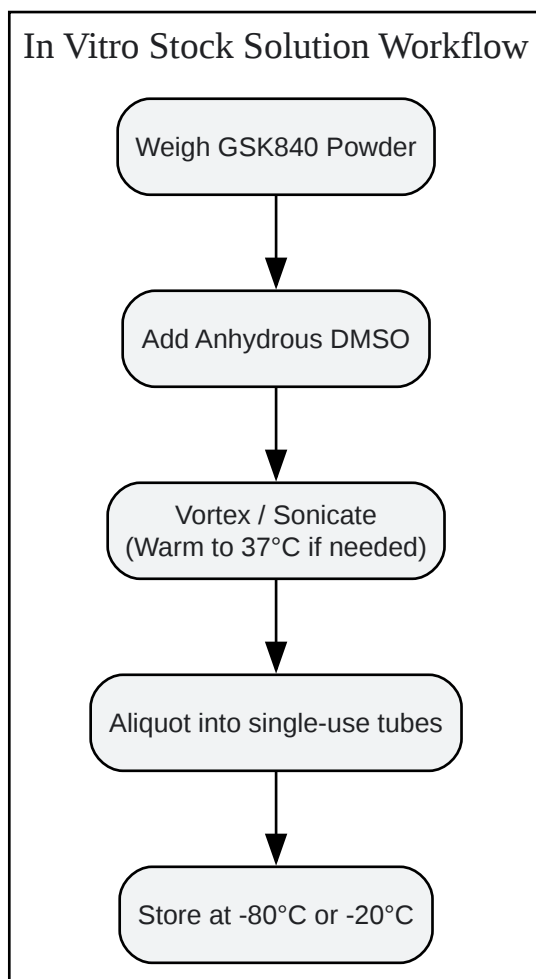 In Vitro Stock Solution Workflow
Weigh GSK840 Powder
Add Anhydrous DMSO
Vortex / Sonicate
(Warm to 37°C if needed)
Aliquot into single-use tubes
Store at -80°C or -20°C